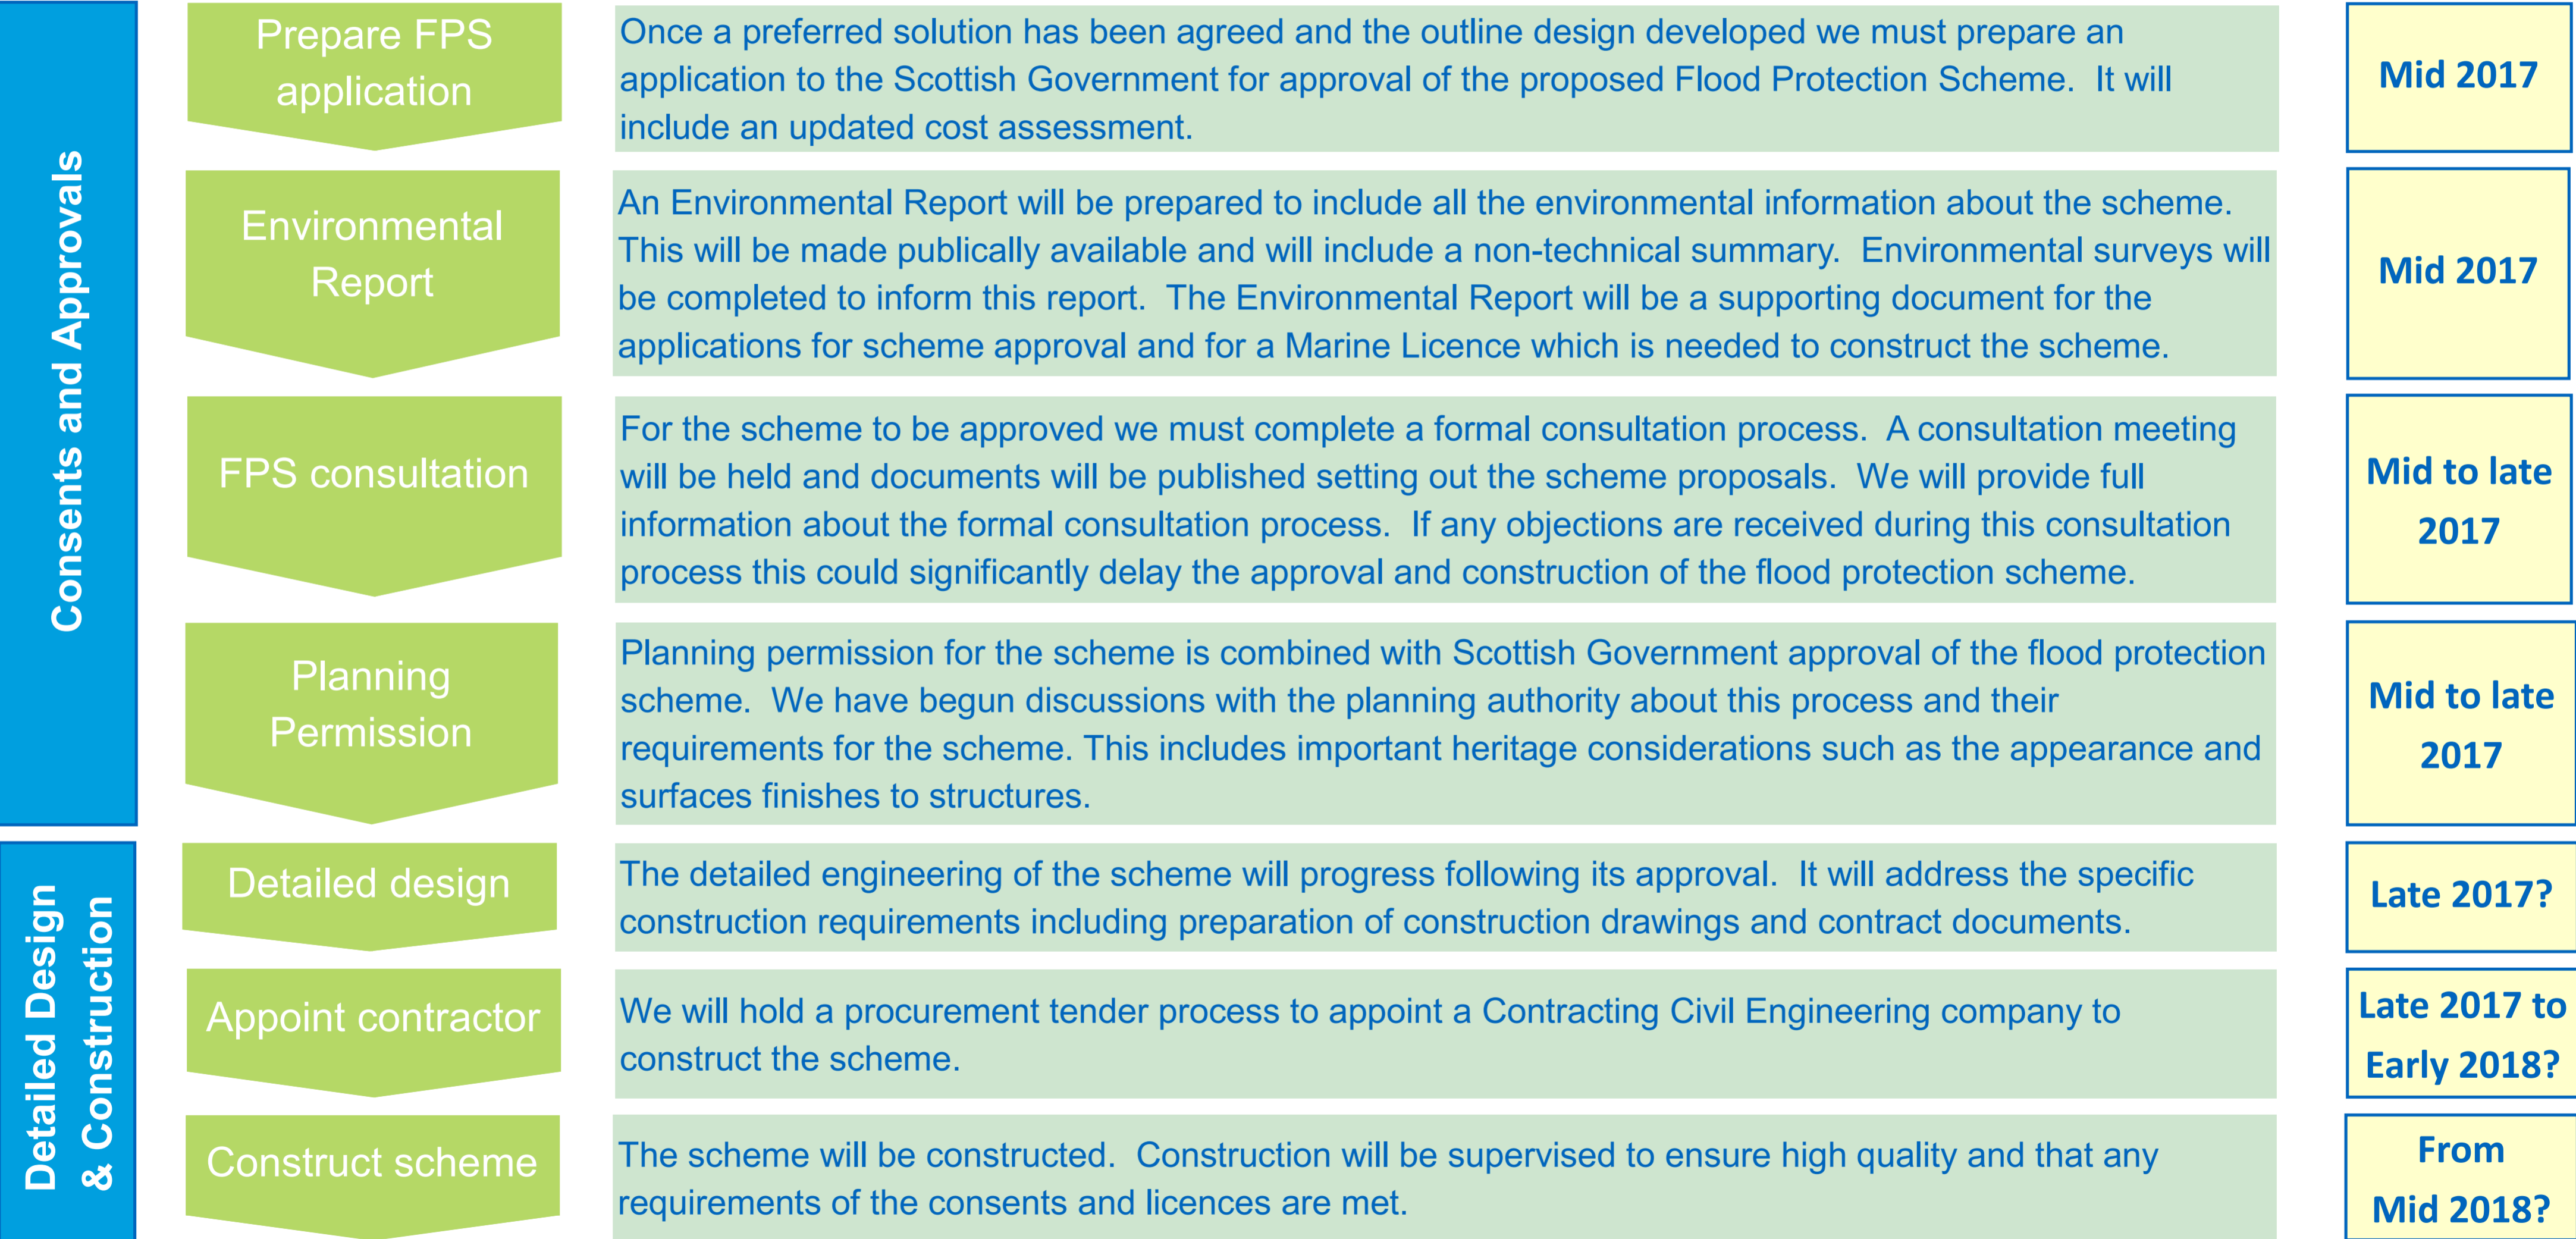 Consents and Approvals
Prepare FPS
application
Once a preferred solution has been agreed and the outline design developed we must prepare an
application to the Scottish Government for approval of the proposed Flood Protection Scheme.  It will
include an updated cost assessment.
Mid 2017
Environmental
Report
An Environmental Report will be prepared to include all the environmental information about the scheme.
This will be made publically available and will include a non-technical summary.  Environmental surveys will
be completed to inform this report.  The Environmental Report will be a supporting document for the
applications for scheme approval and for a Marine Licence which is needed to construct the scheme.
Mid 2017
FPS consultation
For the scheme to be approved we must complete a formal consultation process.  A consultation meeting
will be held and documents will be published setting out the scheme proposals.  We will provide full
information about the formal consultation process.  If any objections are received during this consultation
process this could significantly delay the approval and construction of the flood protection scheme.
Mid to late
2017
Planning
Permission
Planning permission for the scheme is combined with Scottish Government approval of the flood protection
scheme.  We have begun discussions with the planning authority about this process and their
requirements for the scheme. This includes important heritage considerations such as the appearance and
surfaces finishes to structures.
Mid to late
2017
Detailed Design
& Construction
Detailed design
The detailed engineering of the scheme will progress following its approval.  It will address the specific
construction requirements including preparation of construction drawings and contract documents.
Late 2017?
Appoint contractor
We will hold a procurement tender process to appoint a Contracting Civil Engineering company to
construct the scheme.
Late 2017 to
Early 2018?
Construct scheme
The scheme will be constructed.  Construction will be supervised to ensure high quality and that any
requirements of the consents and licences are met.
From
Mid 2018?